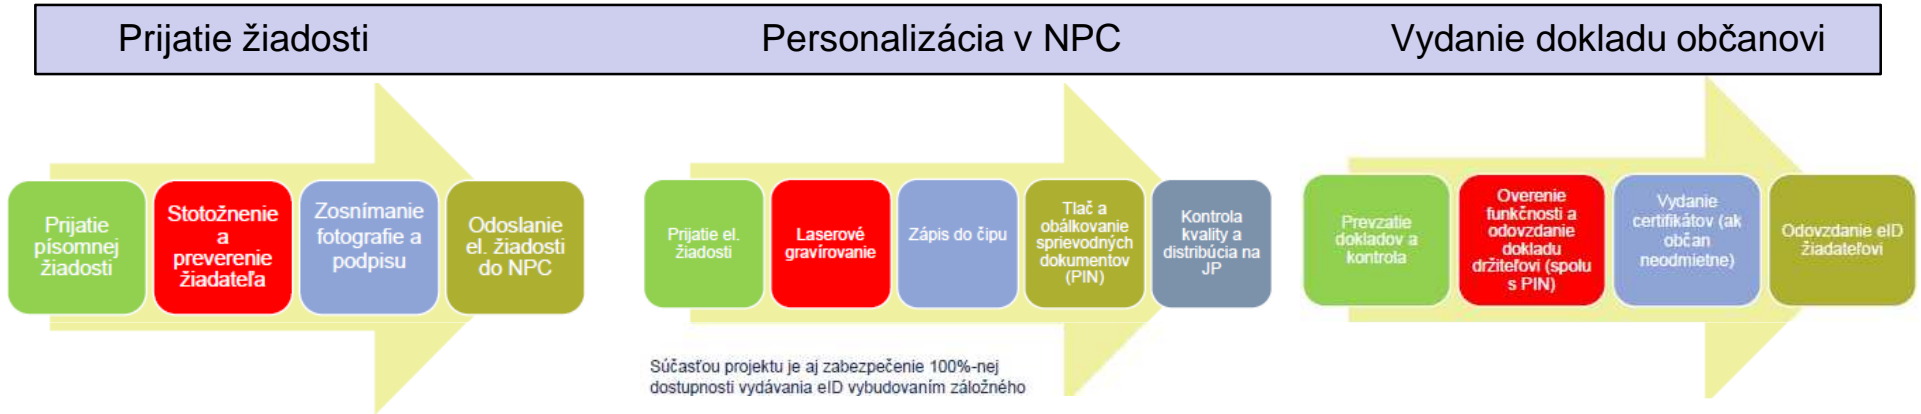 Prijatie žiadosti
Personalizácia v NPC
Vydanie dokladu občanovi
Prijatie
písomnej
žiadosti
Stotožnenie
a
preverenie
žiadateľa
Zosnímanie
fotografie a
podpisu
Odoslanie
el. žiadosti
do NPC
Prijatie el.
žiadosti
Laserové
gravírovanie
Zápis do čipu
Tlač a
obálkovanie
sprievodných
dokumentov
(PIN)
Kontrola
kvality a
distribúcia na
JP
Prevzatie
dokladov a
kontrola
Overenie
funkčnosti a
odovzdanie
dokladu
držiteľovi (spolu
s PIN)
Vydanie
certifikátov (ak
občan
neodmietne)
Odovzdanie eID
žiadateľovi
Súčasťou projektu je aj zabezpečenie 100%-nej
dostupnosti vydávania eID vybudovaním záložného